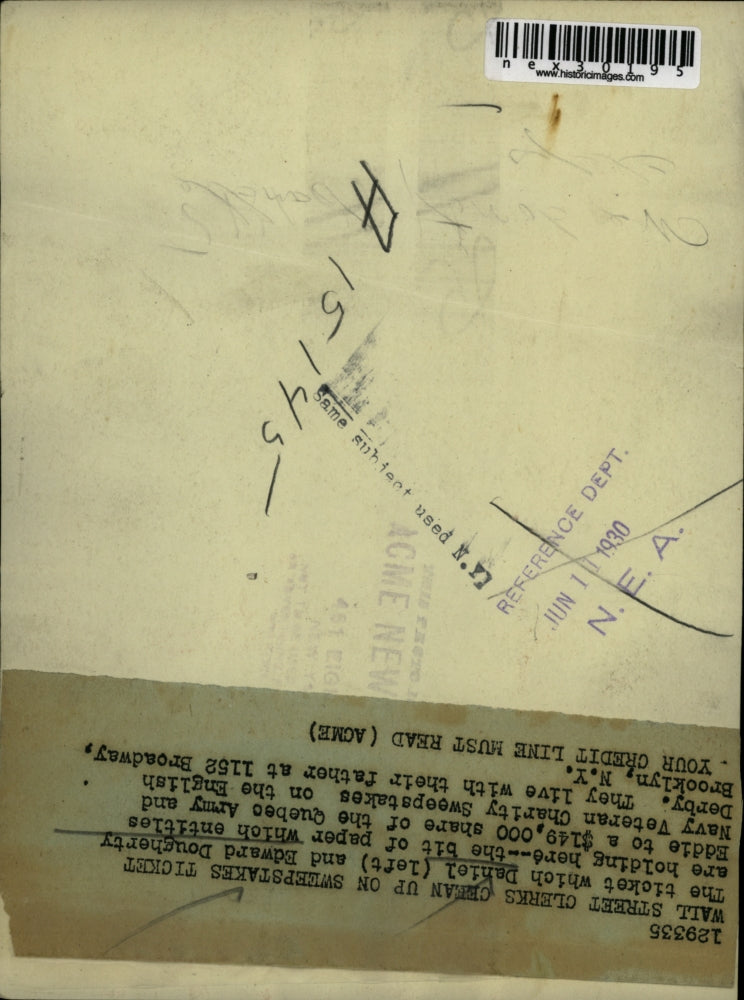 nex30195
www.historicimages.com
A
15145
Same subject used N.Y.
REFERENCE DEPT.
JUN 11 1930
N. E. A.
ACME NEW
129335
WALL STREET CLERKS CLEAN UP ON SWEEPSTAKES TICKET
The ticket which Daniel (left) and Edward Dougherty
are holding here--the bit of paper which entitles
Eddie to a $149,000 share of the Quebec Army and
Navy Veteran Charity Sweepstakes on the English
Derby. They live with their father at 1152 Broadway,
Brooklyn, N.Y.
YOUR CREDIT LINE MUST READ (ACME)